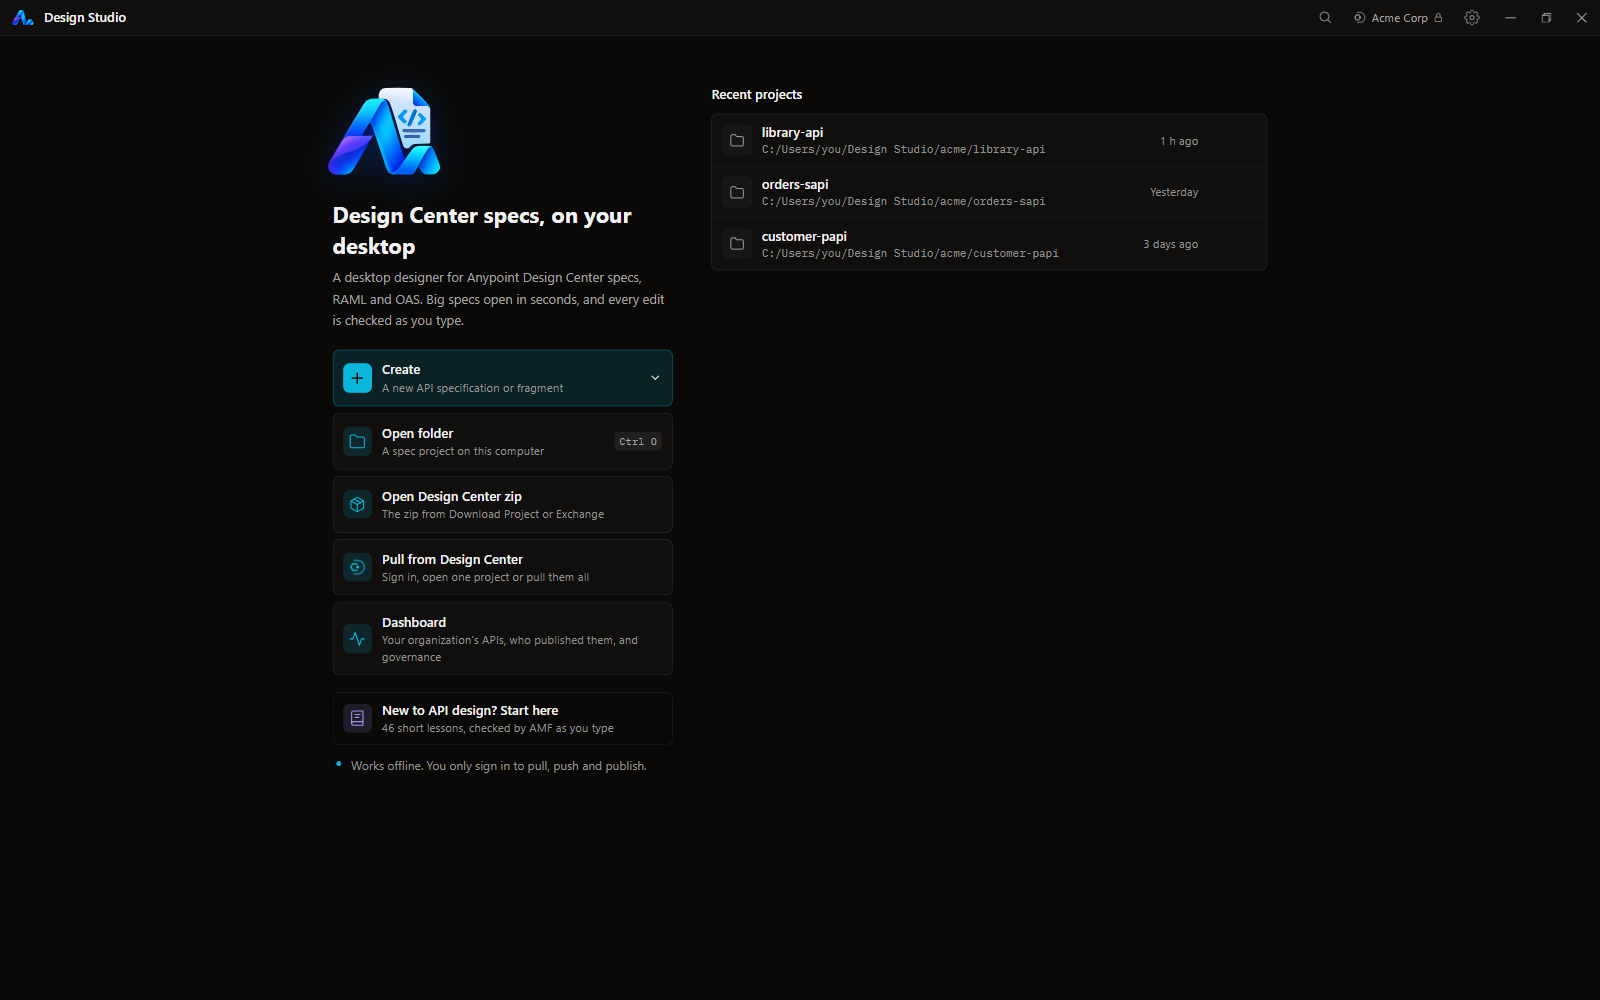 Design Studio
Acme Corp
Design Center specs, on your
desktop
A desktop designer for Anypoint Design Center specs,
RAML and OAS. Big specs open in seconds, and every edit
is checked as you type.
Create
A new API specification or fragment
Open folder
A spec project on this computer
Ctrl O
Open Design Center zip
The zip from Download Project or Exchange
Pull from Design Center
Sign in, open one project or pull them all
Dashboard
Your organization's APIs, who published them, and
governance
New to API design? Start here
46 short lessons, checked by AMF as you type
Works offline. You only sign in to pull, push and publish.
Recent projects
library-api
C:/Users/you/Design Studio/acme/library-api
1 h ago
orders-sapi
C:/Users/you/Design Studio/acme/orders-sapi
Yesterday
customer-papi
C:/Users/you/Design Studio/acme/customer-papi
3 days ago